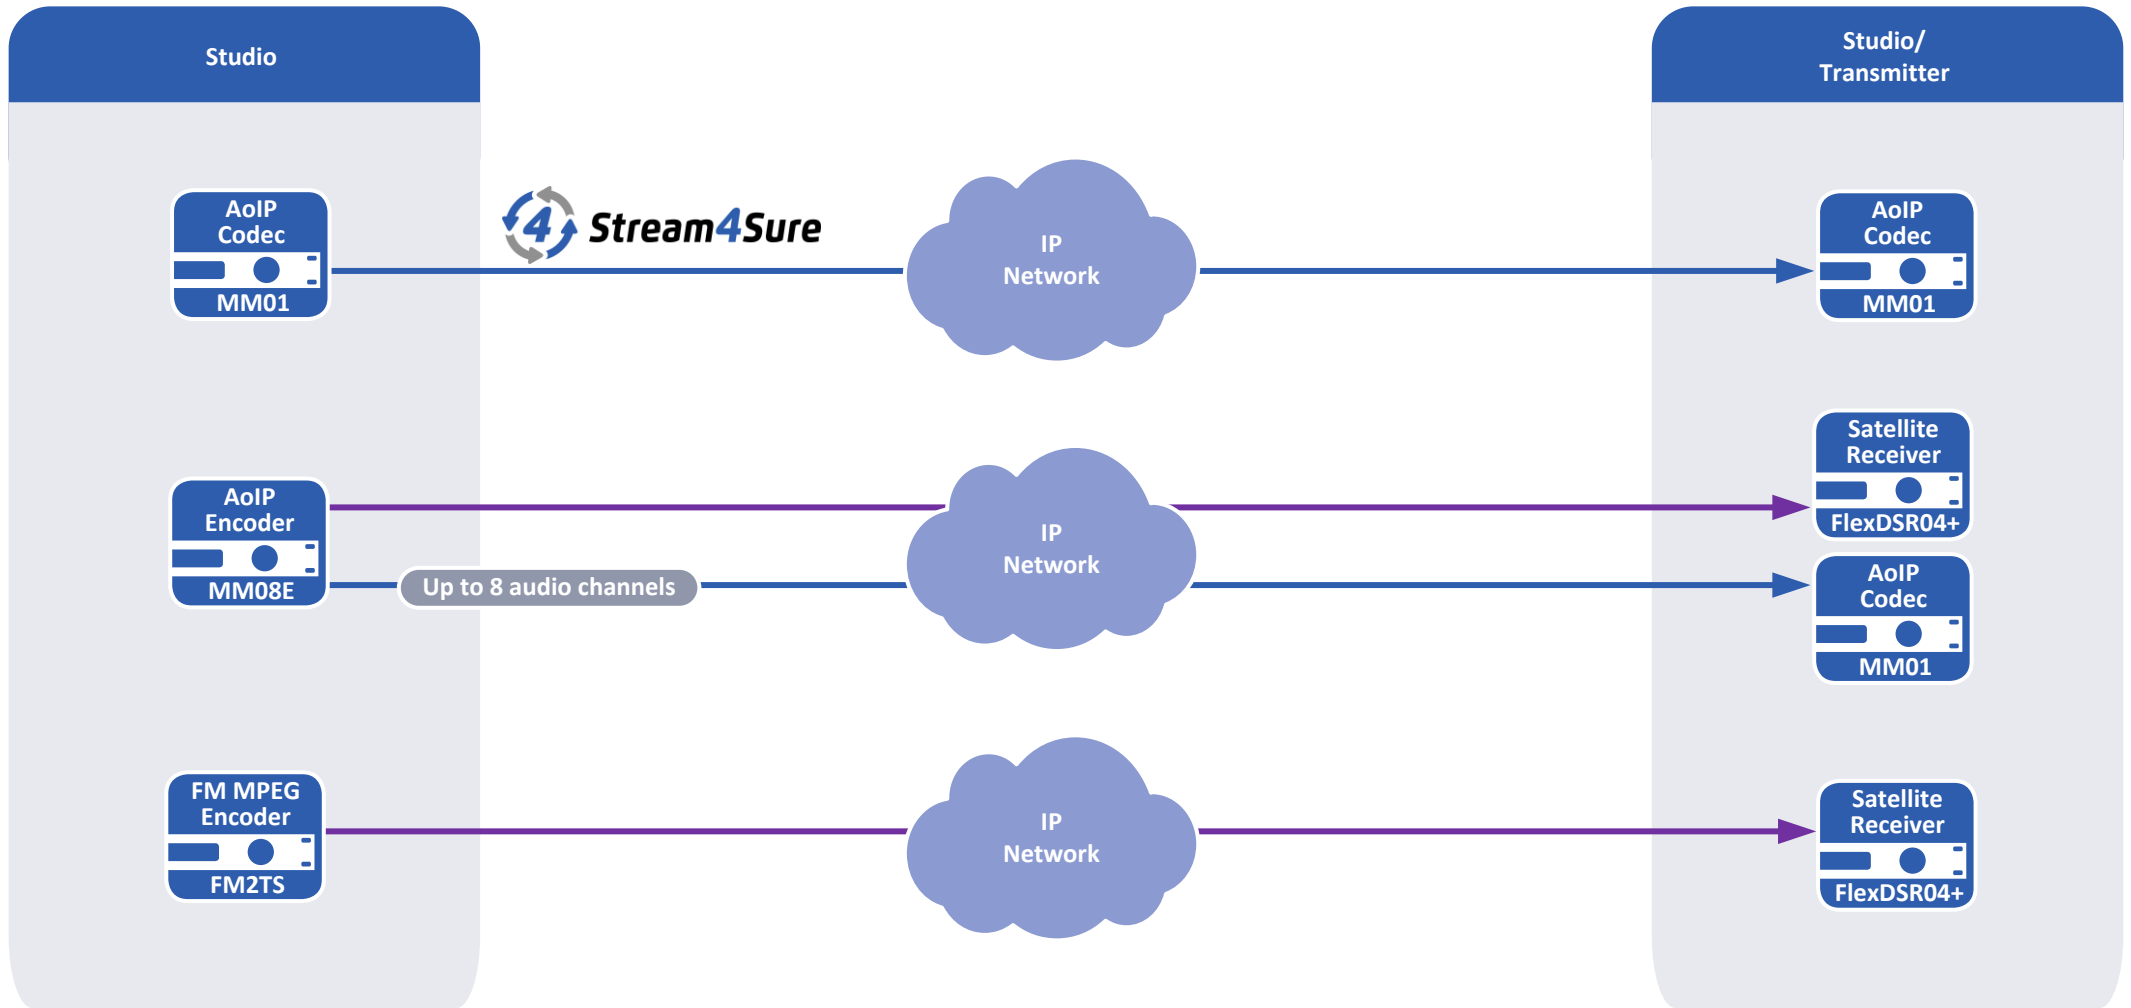 Studio
Studio/
Transmitter
AoIP
Codec
MM01
4 Stream4Sure
IP
Network
AoIP
Codec
MM01
AoIP
Encoder
MM08E
Up to 8 audio channels
IP
Network
Satellite
Receiver
FlexDSR04+
AoIP
Codec
MM01
FM MPEG
Encoder
FM2TS
IP
Network
Satellite
Receiver
FlexDSR04+